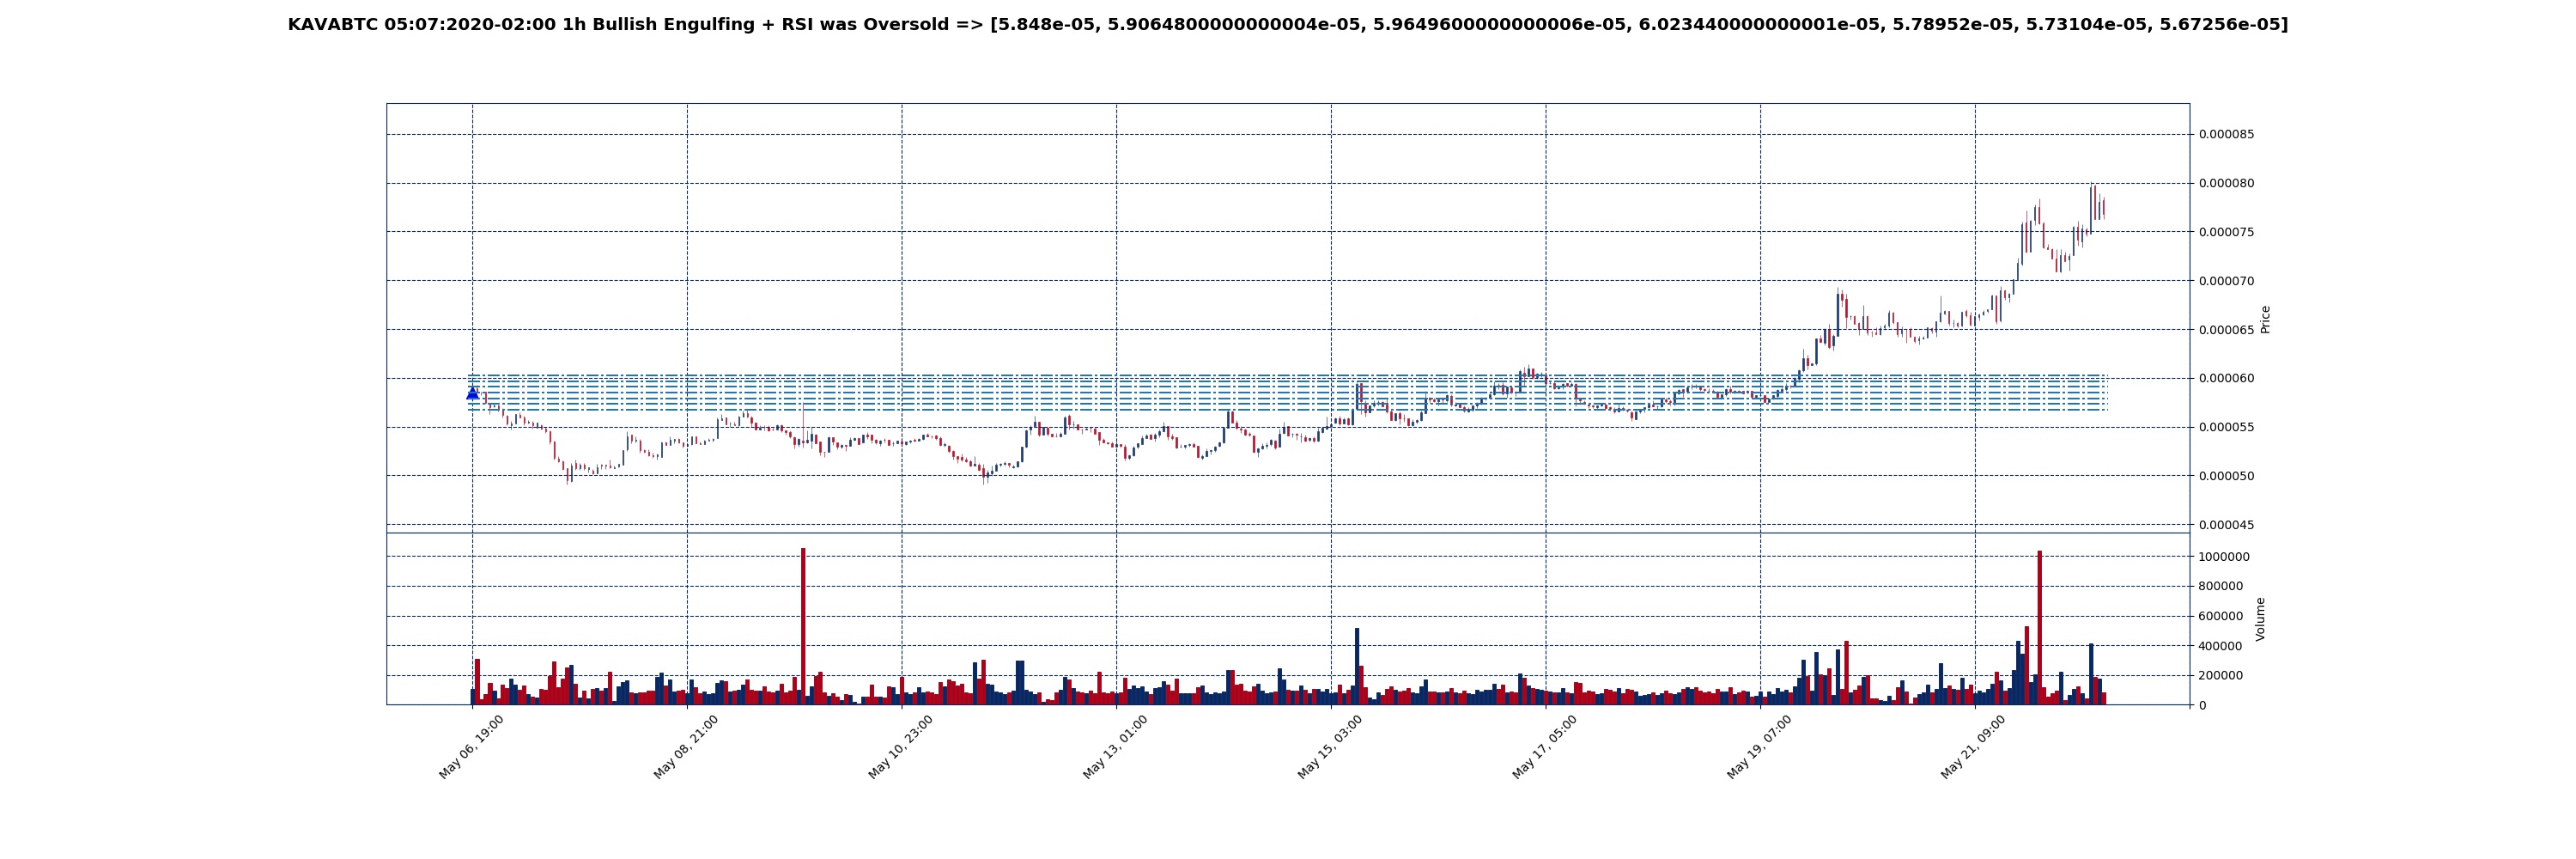 KAVABTC 05:07:2020-02:00 1h Bullish Engulfing + RSI was Oversold => [5.848e-05, 5.9064800000000004e-05, 5.9649600000000006e-05, 6.023440000000001e-05, 5.78952e-05, 5.73104e-05, 5.67256e-05]
0.000085
0.000080
0.000075
0.000070
0.000065
0.000060
0.000055
0.000050
0.000045
Price
1000000
800000
600000
400000
200000
0
Volume
May 06, 19:00
May 08, 21:00
May 10, 23:00
May 13, 01:00
May 15, 03:00
May 17, 05:00
May 19, 07:00
May 21, 09:00